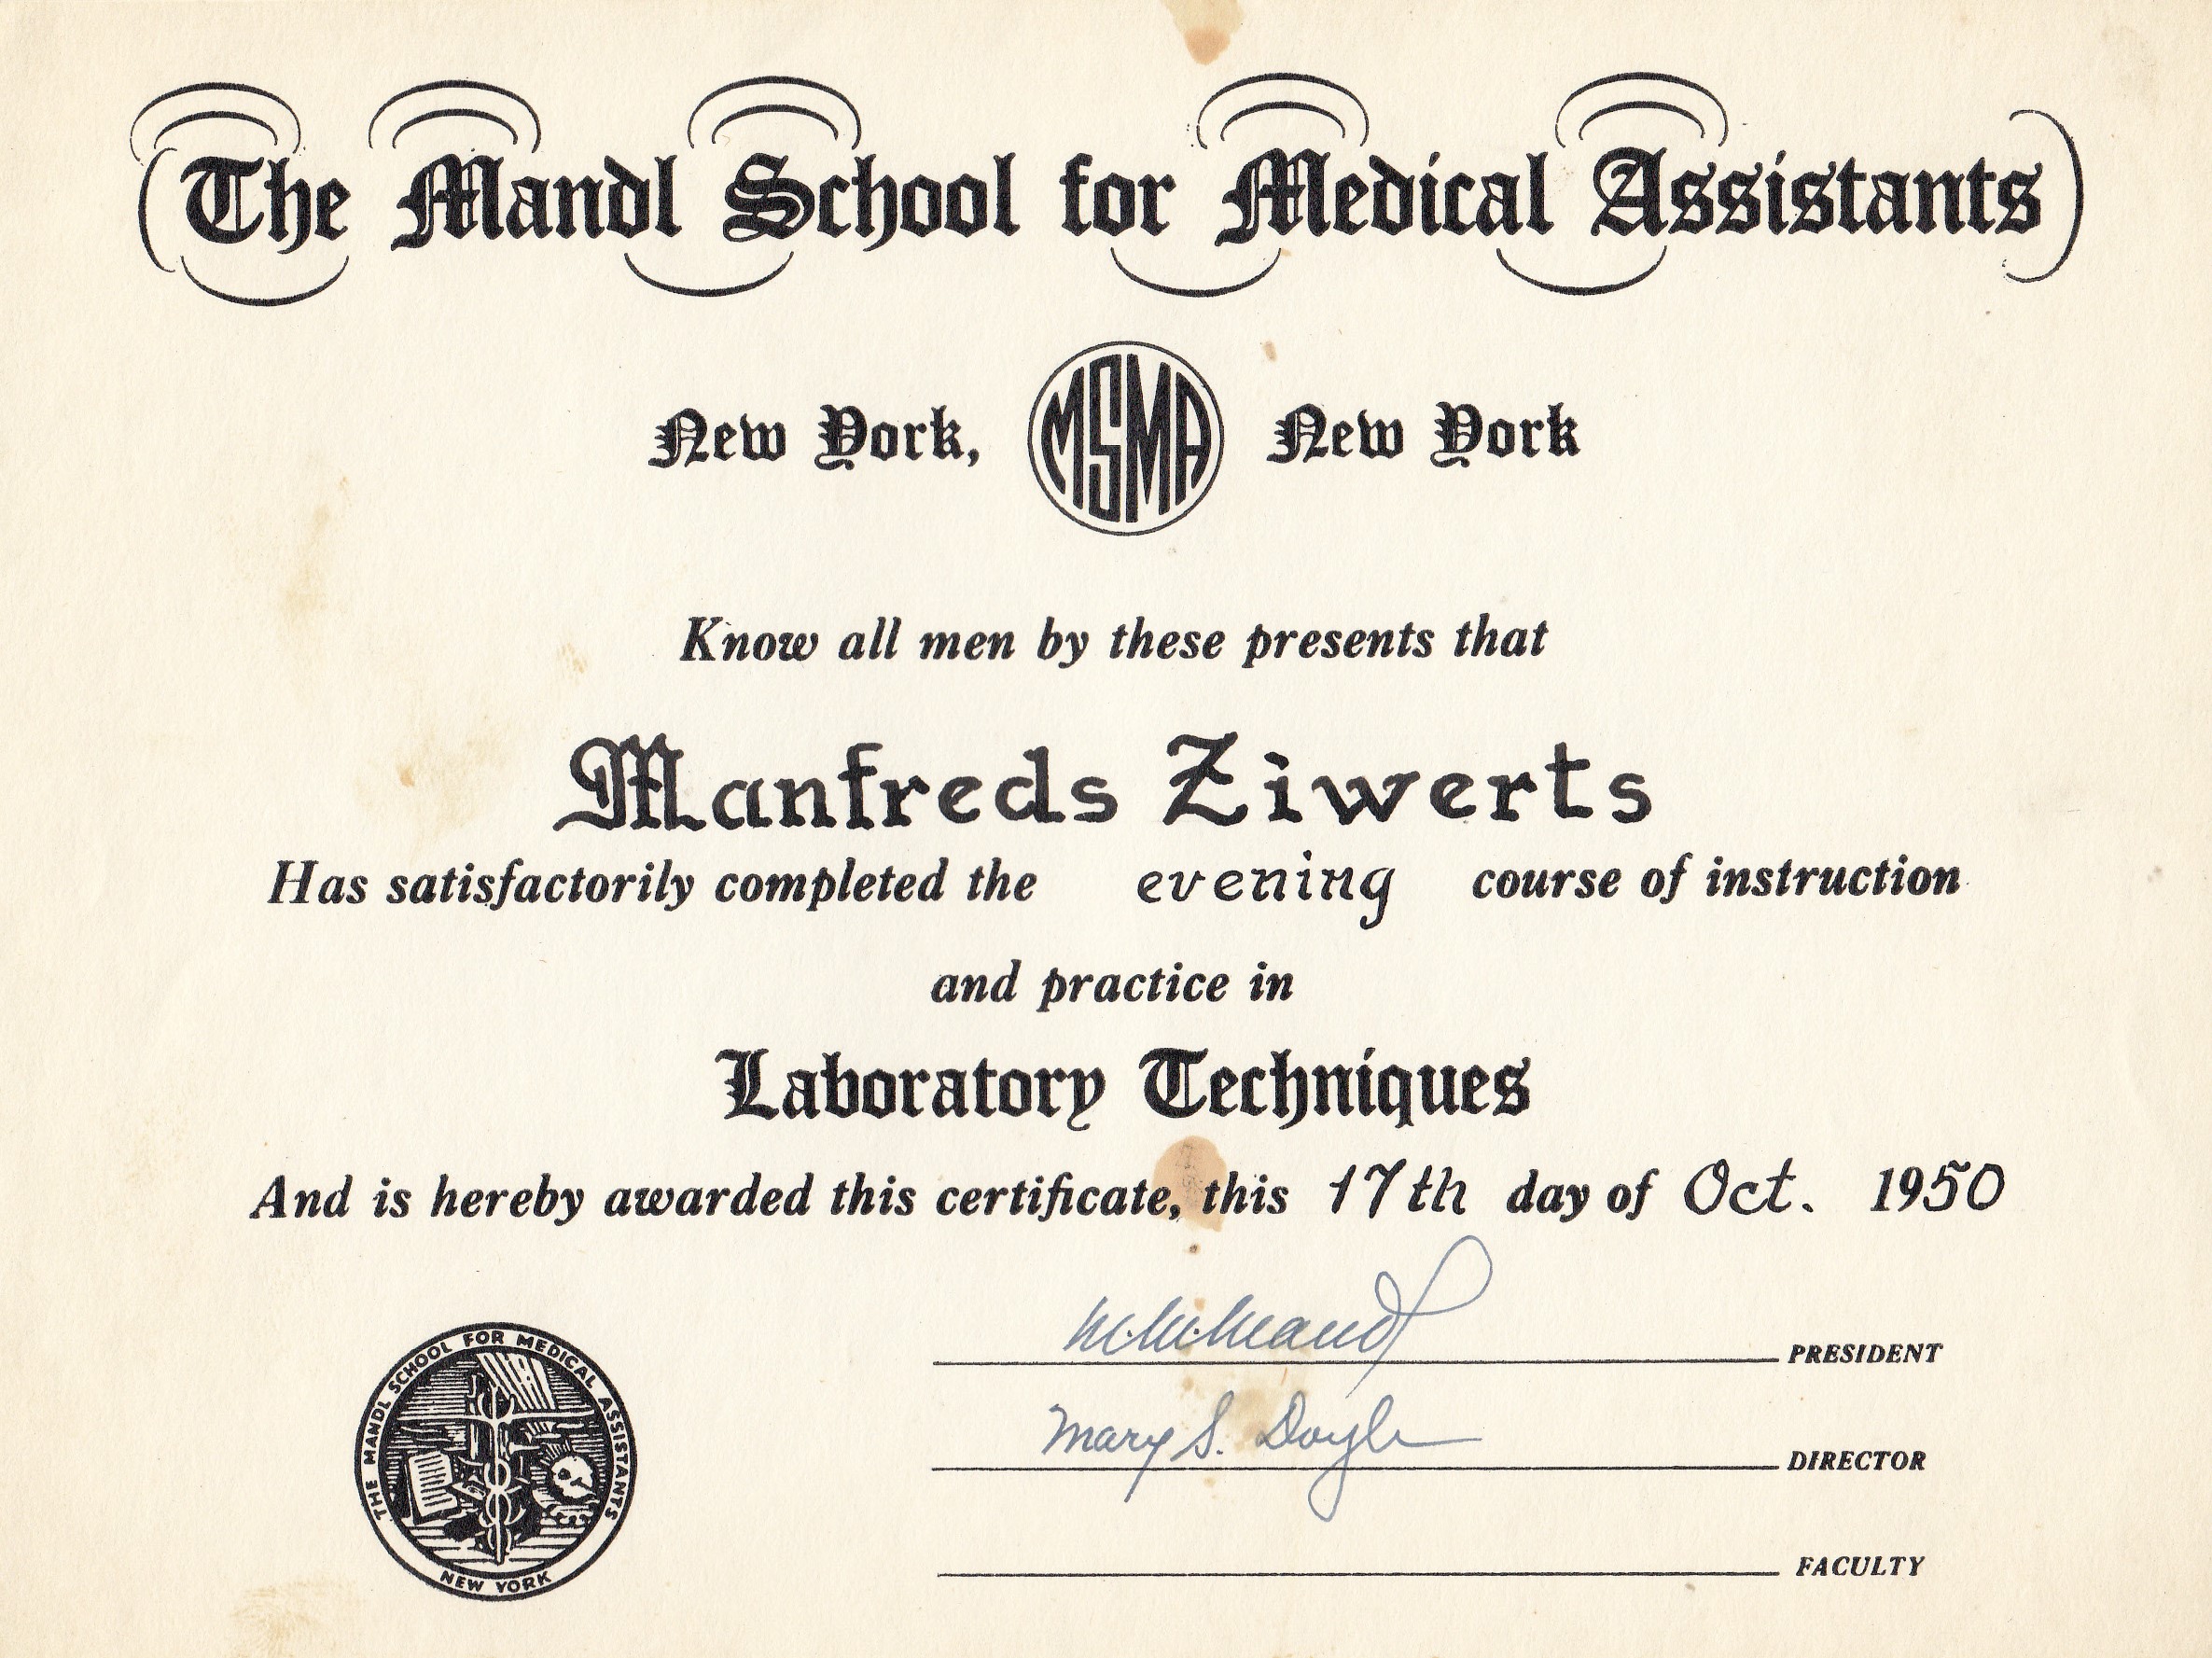 The Mandl School for Medical Assistants
New York, MSMA New York
Know all men by these presents that
Manfreds Ziwerts
Has satisfactorily completed the evening course of instruction
and practice in
Laboratory Techniques
And is hereby awarded this certificate, this 17th day of Oct. 1950
PRESIDENT
Mary S. Doyle DIRECTOR
FACULTY
THE MANDL SCHOOL FOR MEDICAL ASSISTANTS
NEW YORK